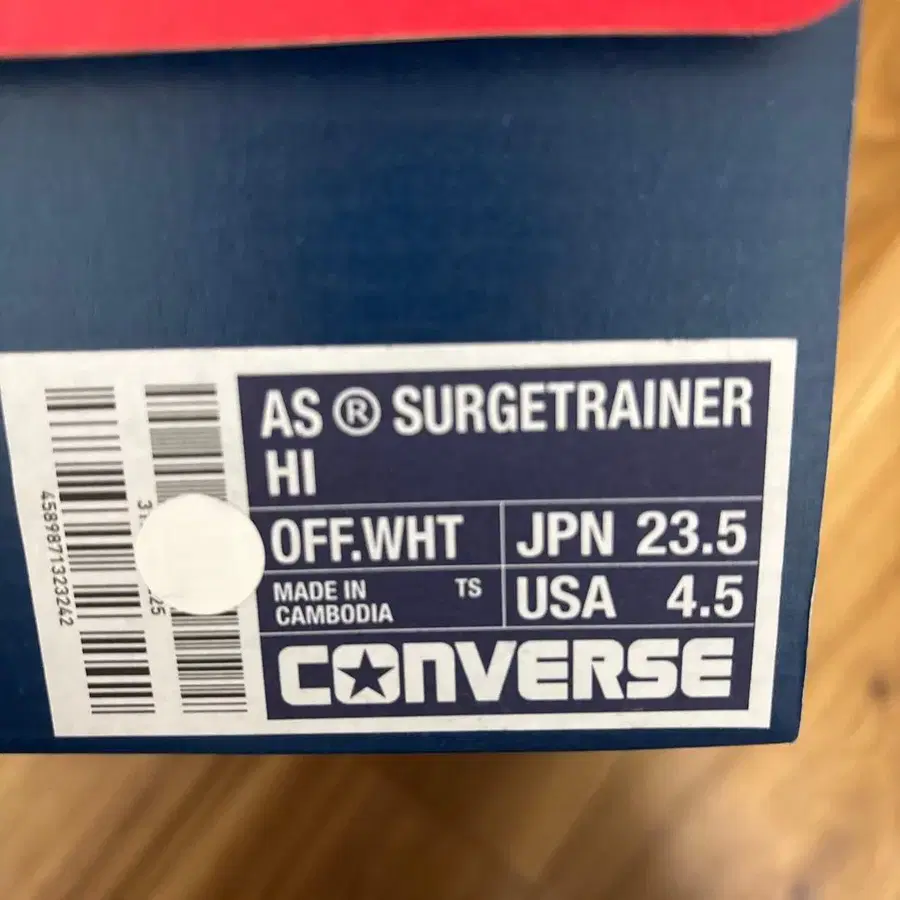 AS ® SURGETRAINER
HI
OFF.WHT
JPN 23.5
MADE IN
CAMBODIA
TS
USA 4.5
CONVERSE
4589871323242